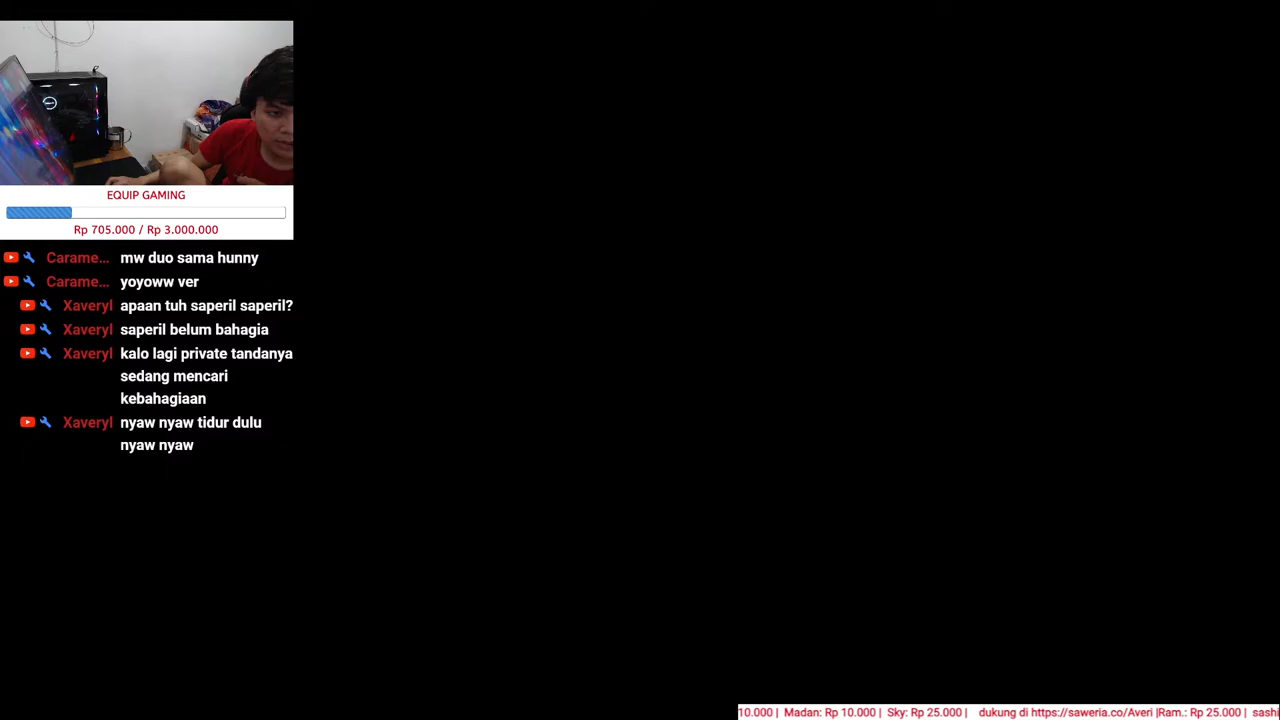 EQUIP GAMING
Rp 705.000 / Rp 3.000.000
Carame... mw duo sama hunny
Carame... yoyoww ver
Xaveryl apaan tuh saperil saperil?
Xaveryl saperil belum bahagia
Xaveryl kalo lagi private tandanya
sedang mencari
kebahagiaan
Xaveryl nyaw nyaw tidur dulu
nyaw nyaw
10.000 | Madan: Rp 10.000 | Sky: Rp 25.000 | dukung di https://saweria.co/Averi |Ram.: Rp 25.000 | sash